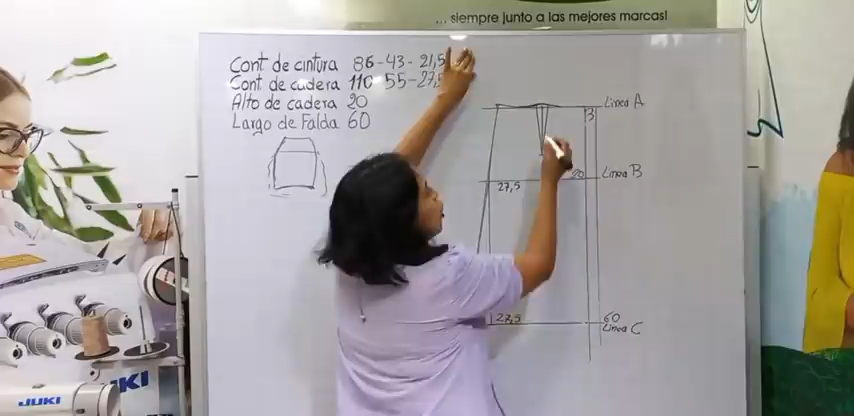 ... siempre junto a las mejores marcas!
Cont de cintura 86-43-21,5
Cont de cadera 110-55-27,5
Alto de cadera 20
Largo de Falda 60
Linea A
3
20 Linea B
27,5
27,5
60
Linea C
JUKI
JUKI